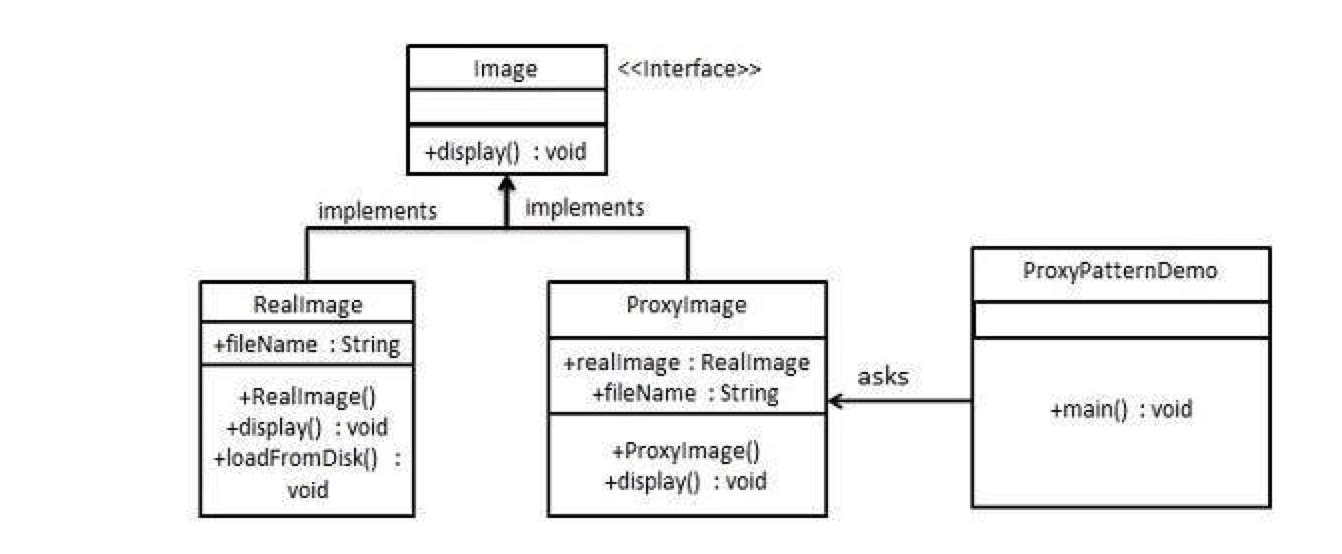 Image
<<Interface>>
+display() : void
implements
implements
RealImage
+fileName : String
+RealImage()
+display() : void
+loadFromDisk() :
void
ProxyImage
+realImage : RealImage
+fileName : String
+ProxyImage()
+display() : void
asks
ProxyPatternDemo
+main() : void